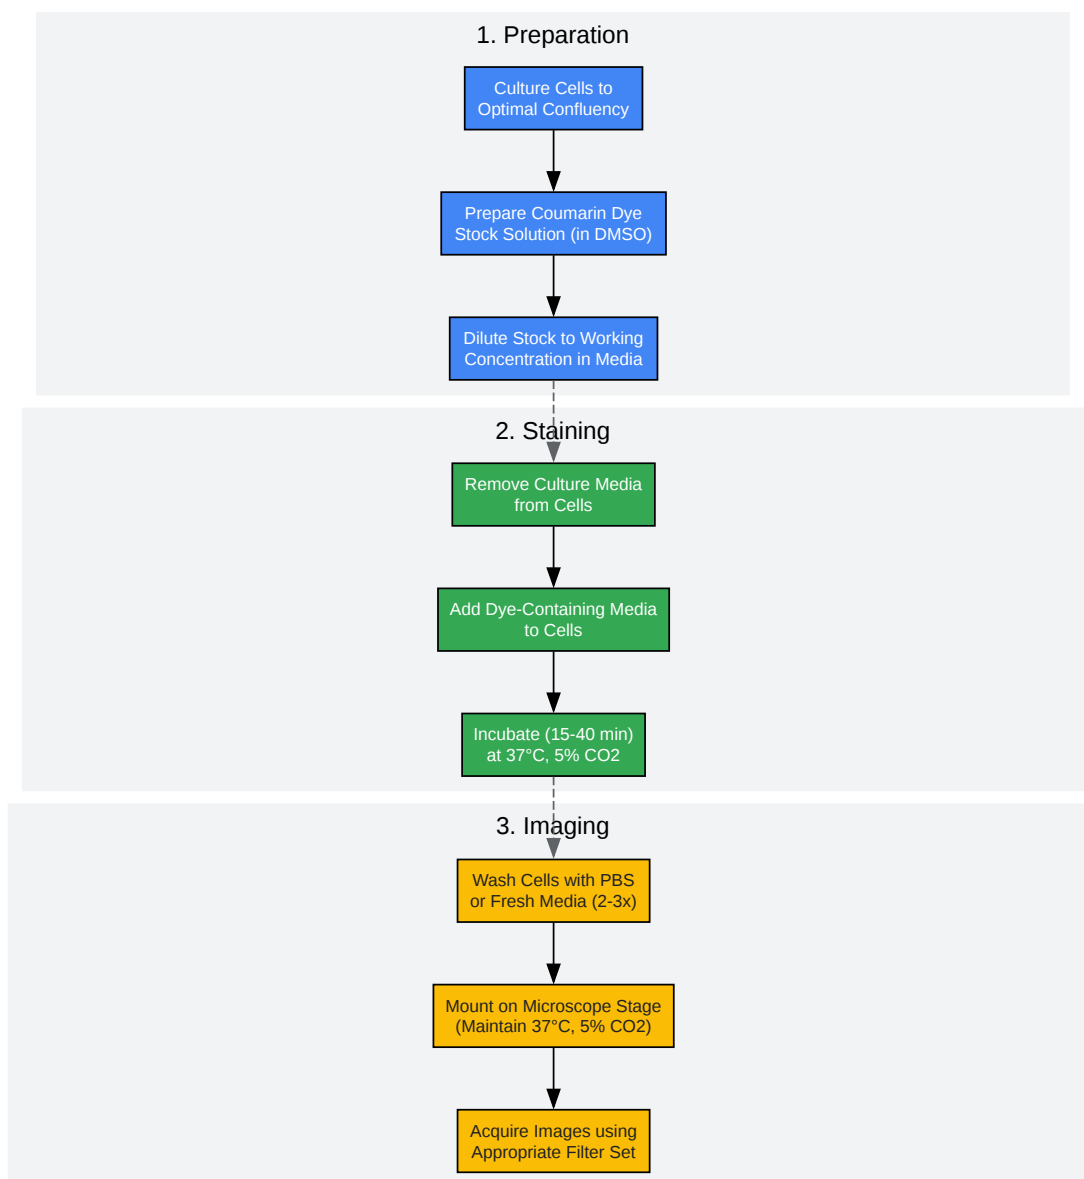 1. Preparation
Culture Cells to
Optimal Confluency
Prepare Coumarin Dye
Stock Solution (in DMSO)
Dilute Stock to Working
Concentration in Media
2. Staining
Remove Culture Media
from Cells
Add Dye-Containing Media
to Cells
Incubate (15-40 min)
at 37°C, 5% CO2
3. Imaging
Wash Cells with PBS
or Fresh Media (2-3x)
Mount on Microscope Stage
(Maintain 37°C, 5% CO2)
Acquire Images using
Appropriate Filter Set